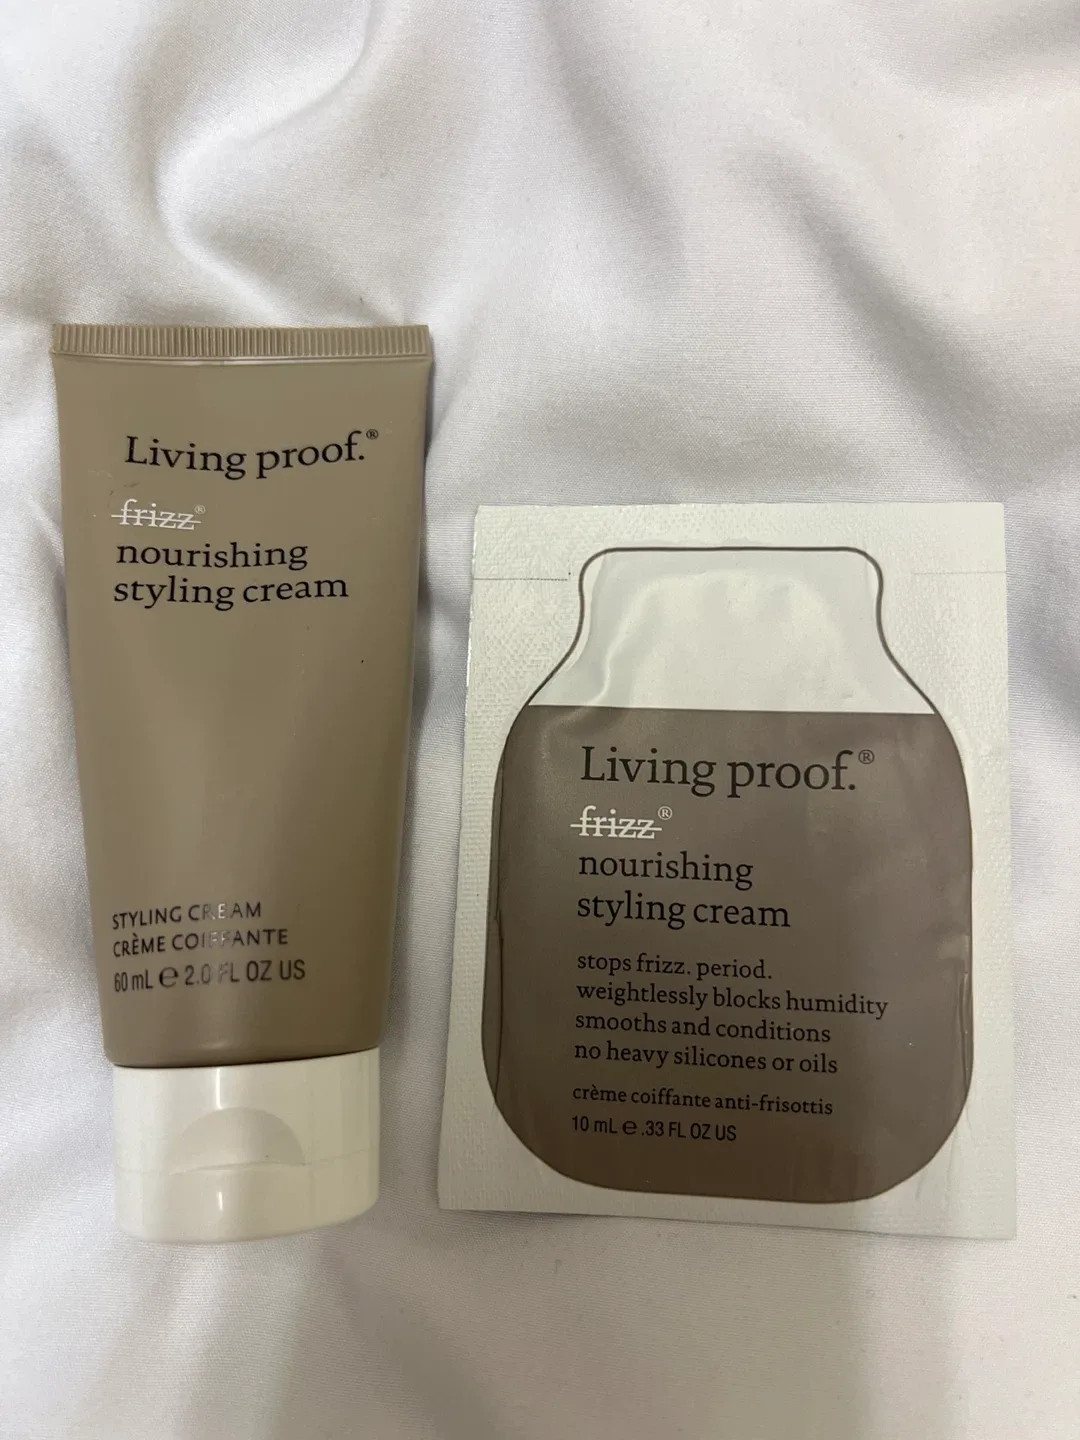 Living proof.®
frizz®
nourishing
styling cream
STYLING CREAM
CRÈME COIFFANTE
60 mL e 2.0 FL OZ US
Living proof.®
frizz®
nourishing
styling cream
stops frizz. period.
weightlessly blocks humidity
smooths and conditions
no heavy silicones or oils
crème coiffante anti-frisottis
10 mL e .33 FL OZ US